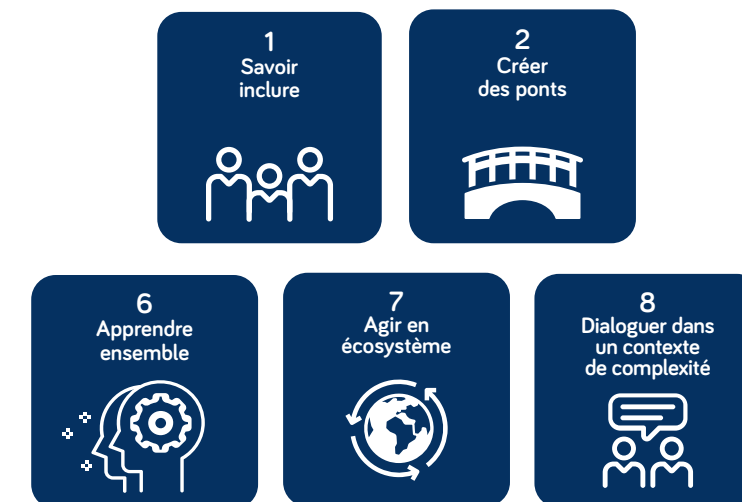 1
Savoir
inclure
2
Créer
des ponts
6
Apprendre
ensemble
7
Agir en
écosystème
8
Dialoguer dans
un contexte
de complexité